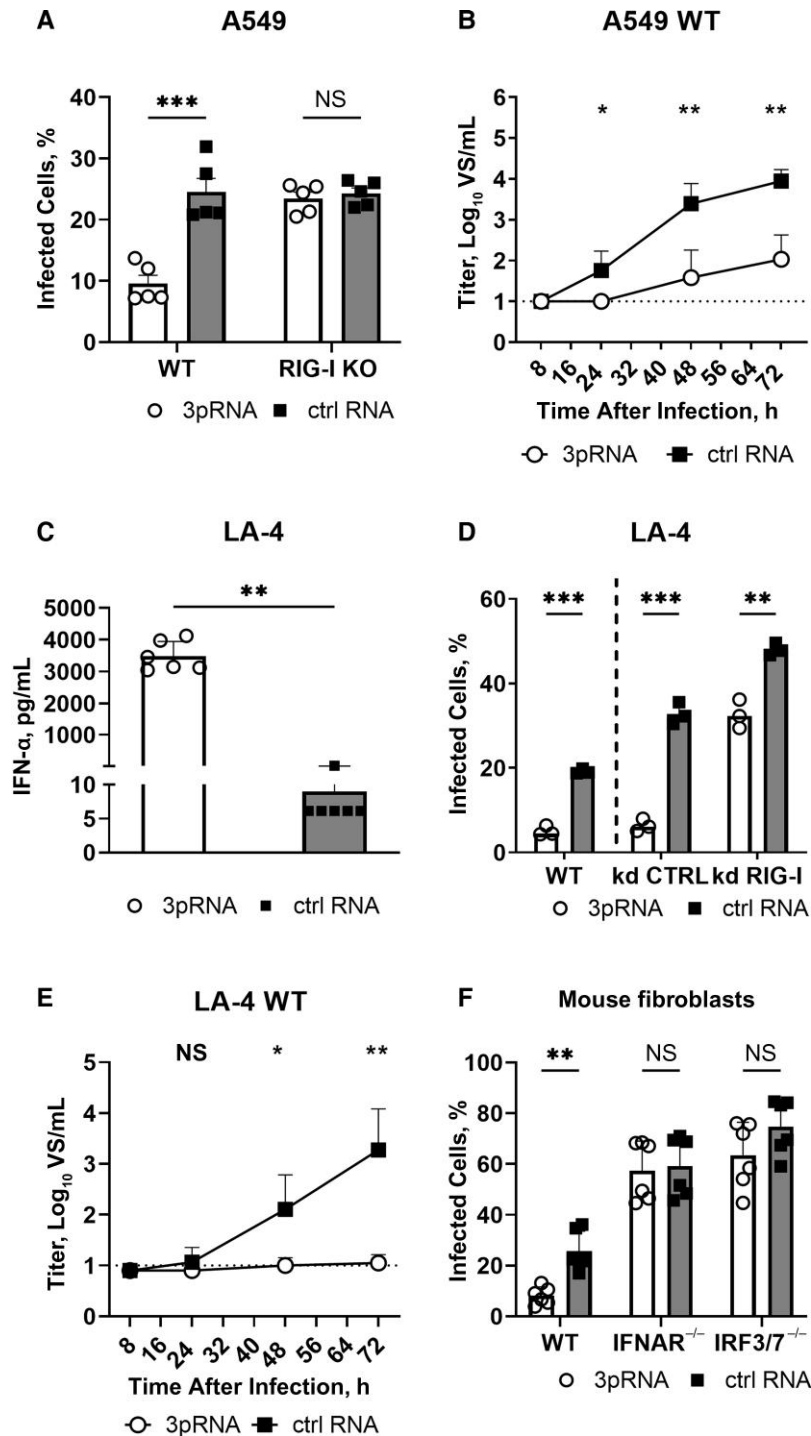 A
A549
Infected Cells, %
40
30
20
10
0
***
NS
WT
RIG-I KO
3pRNA
ctrl RNA
B
A549 WT
Titer, Log₁₀ VS/mL
6
5
4
3
2
1
0
*
**
**
8
16
24
32
40
48
56
64
72
Time After Infection, h
3pRNA
ctrl RNA
C
LA-4
IFN-α, pg/mL
5000
4000
3000
2000
1000
10
5
0
**
3pRNA
ctrl RNA
D
LA-4
Infected Cells, %
60
40
20
0
***
***
**
WT
kd CTRL
kd RIG-I
3pRNA
ctrl RNA
E
LA-4 WT
Titer, Log₁₀ VS/mL
5
4
3
2
1
0
NS
*
**
8
16
24
32
40
48
56
64
72
Time After Infection, h
3pRNA
ctrl RNA
F
Mouse fibroblasts
Infected Cells, %
100
80
60
40
20
0
**
NS
NS
WT
IFNAR⁻/⁻
IRF3/7⁻/⁻
3pRNA
ctrl RNA